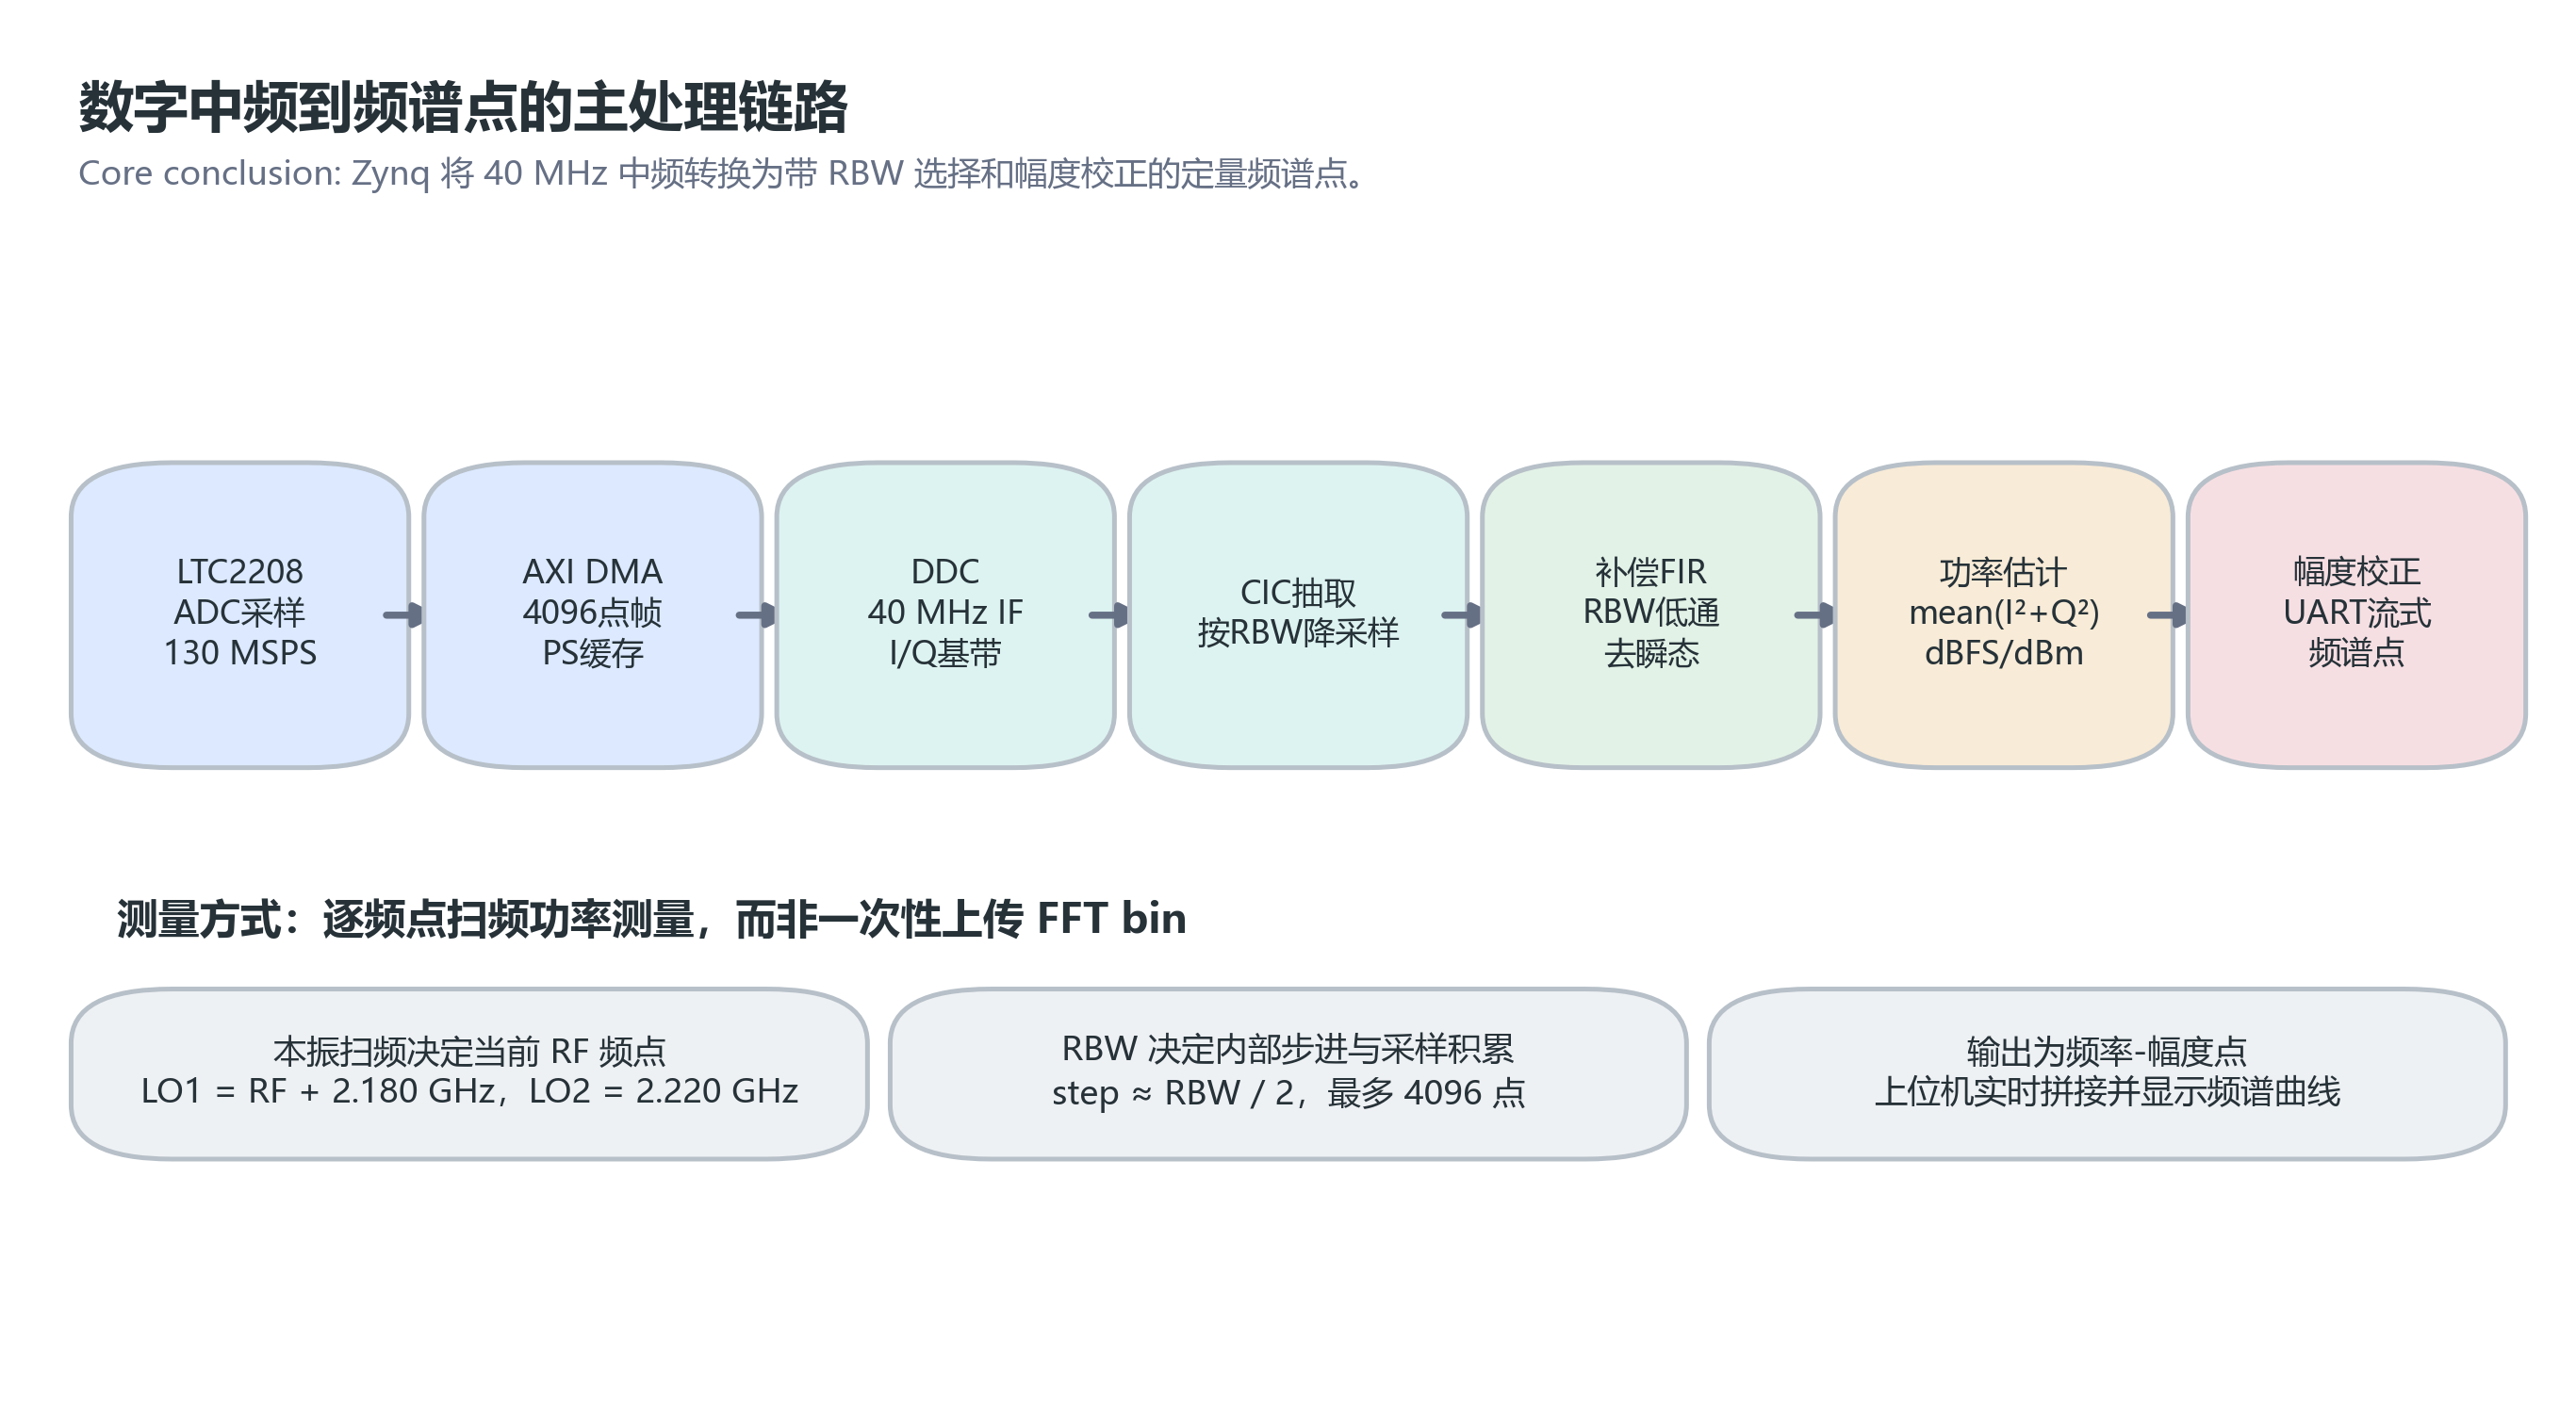 数字中频到频谱点的主处理链路
Core conclusion: Zynq 将 40 MHz 中频转换为带 RBW 选择和幅度校正的定量频谱点。
LTC2208
ADC采样
130 MSPS
AXI DMA
4096点帧
PS缓存
DDC
40 MHz IF
I/Q基带
CIC抽取
按RBW降采样
补偿FIR
RBW低通
去瞬态
功率估计
mean(I²+Q²)
dBFS/dBm
幅度校正
UART流式
频谱点
测量方式：逐频点扫频功率测量，而非一次性上传 FFT bin
本振扫频决定当前 RF 频点
LO1 = RF + 2.180 GHz，LO2 = 2.220 GHz
RBW 决定内部步进与采样积累
step ≈ RBW / 2，最多 4096 点
输出为频率-幅度点
上位机实时拼接并显示频谱曲线